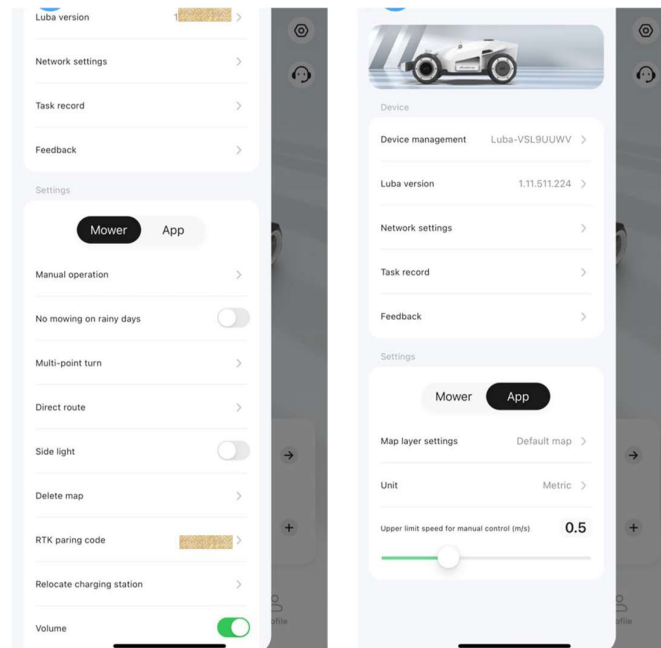 Luba version
Network settings
Task record
Feedback
Settings
Mower App
Manual operation
No mowing on rainy days
Multi-point turn
Direct route
Side light
Delete map
RTK paring code
Relocate charging station
Volume
Device
Device management Luba-VSL9UUWV
Luba version 1.11.511.224
Network settings
Task record
Feedback
Settings
Mower App
Map layer settings Default map
Unit Metric
Upper limit speed for manual control (m/s) 0.5